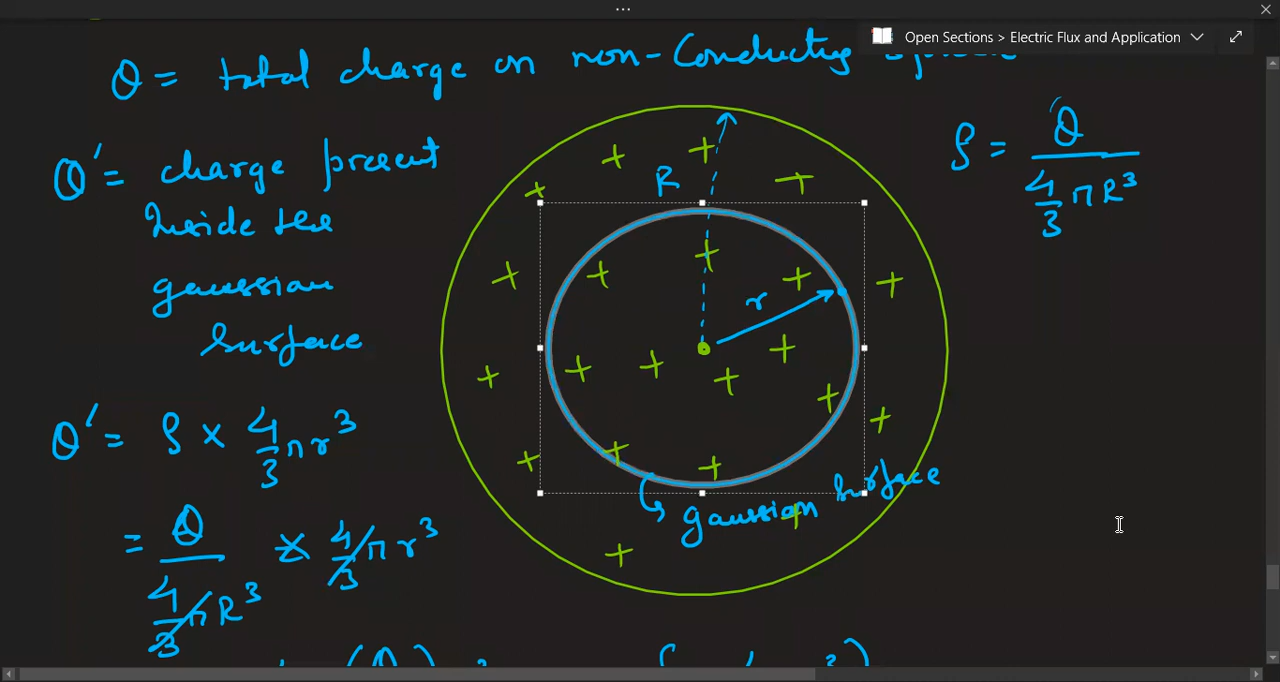 Open Sections > Electric Flux and Application
Q = total charge on non-Conducting
Q' = charge present
Inside the
gaussian
surface
R
r
ρ = Q / (4/3 πR³)
Q' = ρ × 4/3 πr³
= Q / (4/3 πR³) × 4/3 πr³
gaussian surface